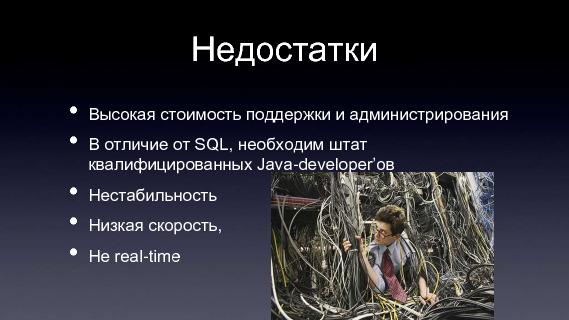 Недостатки
• Высокая стоимость поддержки и администрирования
• В отличие от SQL, необходим штат
квалифицированных Java-developer’ов
• Нестабильность
• Низкая скорость,
• Не real-time